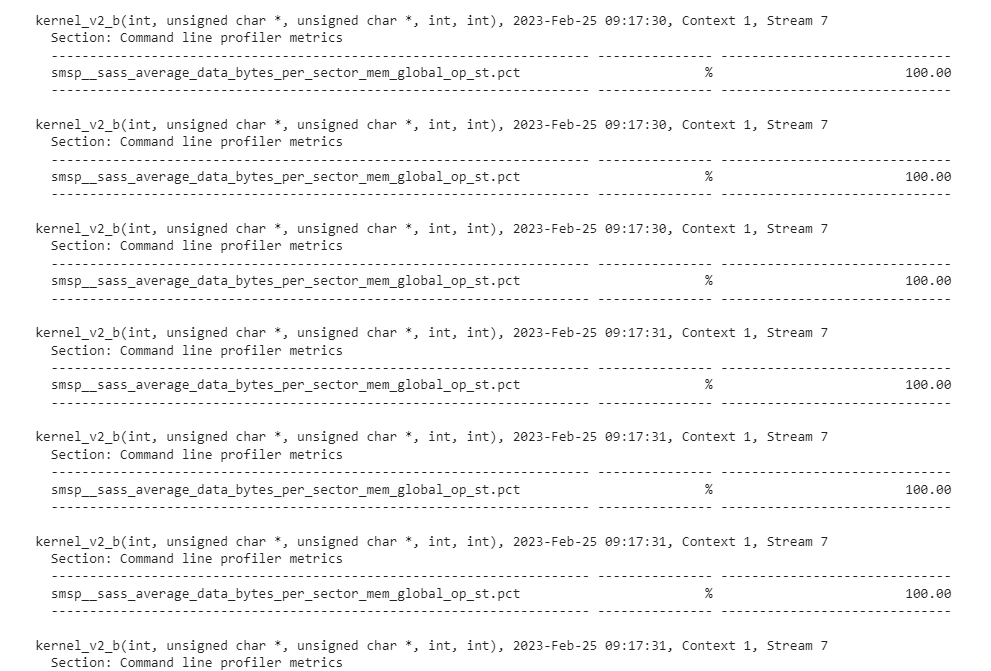 kernel_v2_b(int, unsigned char *, unsigned char *, int, int), 2023-Feb-25 09:17:30, Context 1, Stream 7
Section: Command line profiler metrics
---------------------------------------------------------------------- --------------- ------------------------------
smsp__sass_average_data_bytes_per_sector_mem_global_op_st.pct % 100.00
---------------------------------------------------------------------- --------------- ------------------------------
kernel_v2_b(int, unsigned char *, unsigned char *, int, int), 2023-Feb-25 09:17:30, Context 1, Stream 7
Section: Command line profiler metrics
---------------------------------------------------------------------- --------------- ------------------------------
smsp__sass_average_data_bytes_per_sector_mem_global_op_st.pct % 100.00
---------------------------------------------------------------------- --------------- ------------------------------
kernel_v2_b(int, unsigned char *, unsigned char *, int, int), 2023-Feb-25 09:17:30, Context 1, Stream 7
Section: Command line profiler metrics
---------------------------------------------------------------------- --------------- ------------------------------
smsp__sass_average_data_bytes_per_sector_mem_global_op_st.pct % 100.00
---------------------------------------------------------------------- --------------- ------------------------------
kernel_v2_b(int, unsigned char *, unsigned char *, int, int), 2023-Feb-25 09:17:31, Context 1, Stream 7
Section: Command line profiler metrics
---------------------------------------------------------------------- --------------- ------------------------------
smsp__sass_average_data_bytes_per_sector_mem_global_op_st.pct % 100.00
---------------------------------------------------------------------- --------------- ------------------------------
kernel_v2_b(int, unsigned char *, unsigned char *, int, int), 2023-Feb-25 09:17:31, Context 1, Stream 7
Section: Command line profiler metrics
---------------------------------------------------------------------- --------------- ------------------------------
smsp__sass_average_data_bytes_per_sector_mem_global_op_st.pct % 100.00
---------------------------------------------------------------------- --------------- ------------------------------
kernel_v2_b(int, unsigned char *, unsigned char *, int, int), 2023-Feb-25 09:17:31, Context 1, Stream 7
Section: Command line profiler metrics
---------------------------------------------------------------------- --------------- ------------------------------
smsp__sass_average_data_bytes_per_sector_mem_global_op_st.pct % 100.00
---------------------------------------------------------------------- --------------- ------------------------------
kernel_v2_b(int, unsigned char *, unsigned char *, int, int), 2023-Feb-25 09:17:31, Context 1, Stream 7
Section: Command line profiler metrics